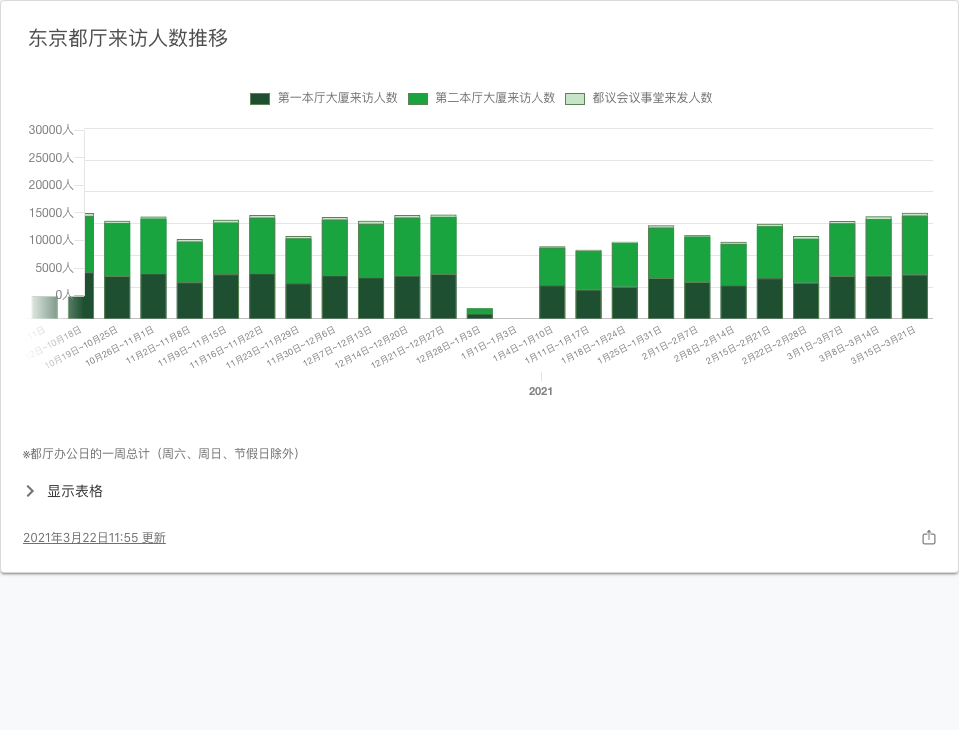 东京都厅来访人数推移
第一本厅大厦来访人数 第二本厅大厦来访人数 都议会议事堂来发人数
30000人
25000人
20000人
15000人
10000人
5000人
0人
10月19日~10月25日
10月26日~11月1日
11月2日~11月8日
11月9日~11月15日
11月16日~11月22日
11月23日~11月29日
11月30日~12月6日
12月7日~12月13日
12月14日~12月20日
12月21日~12月27日
12月28日~1月3日
1月1日~1月3日
1月4日~1月10日
1月11日~1月17日
1月18日~1月24日
1月25日~1月31日
2月1日~2月7日
2月8日~2月14日
2月15日~2月21日
2月22日~2月28日
3月1日~3月7日
3月8日~3月14日
3月15日~3月21日
2021
※都厅办公日的一周总计（周六、周日、节假日除外）
显示表格
2021年3月22日11:55 更新